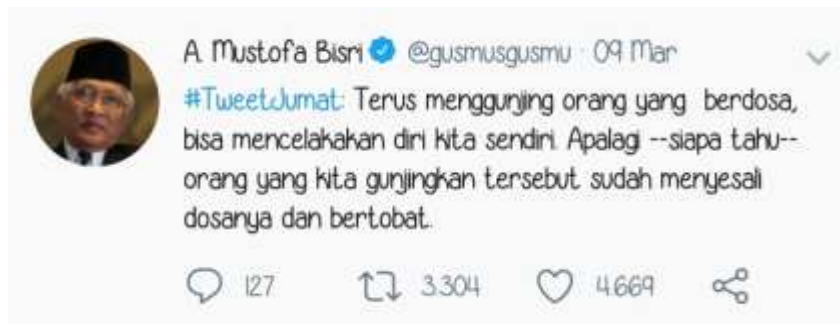 A. Mustofa Bisri @gusmusgusmu · 09 Mar
#TweetJumat: Terus menggunjing orang yang berdosa,
bisa mencelakakan diri kita sendiri. Apalagi --siapa tahu--
orang yang kita gunjingkan tersebut sudah menyesali
dosanya dan bertobat.
127 3.304 4.669